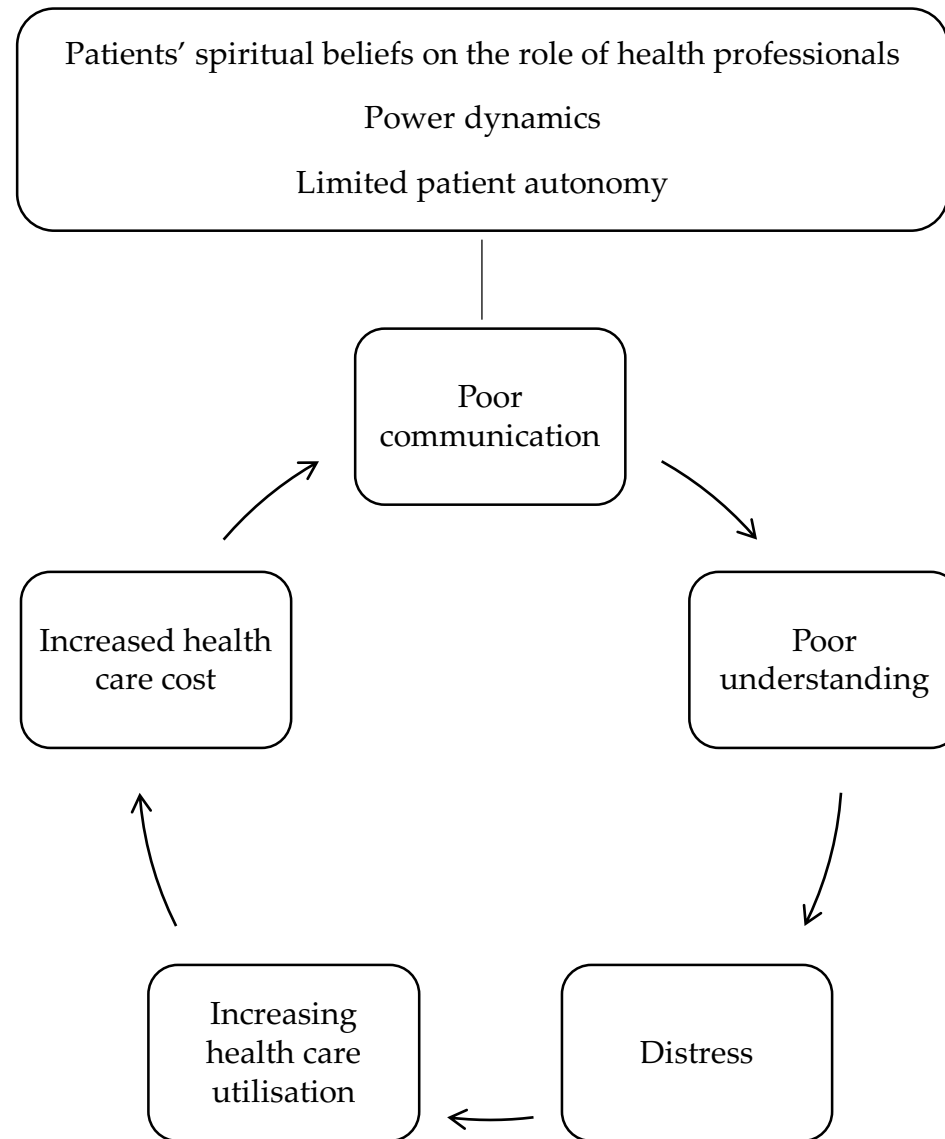 Patients’ spiritual beliefs on the role of health professionals
Power dynamics
Limited patient autonomy
Poor
communication
Poor
understanding
Distress
Increasing
health care
utilisation
Increased health
care cost